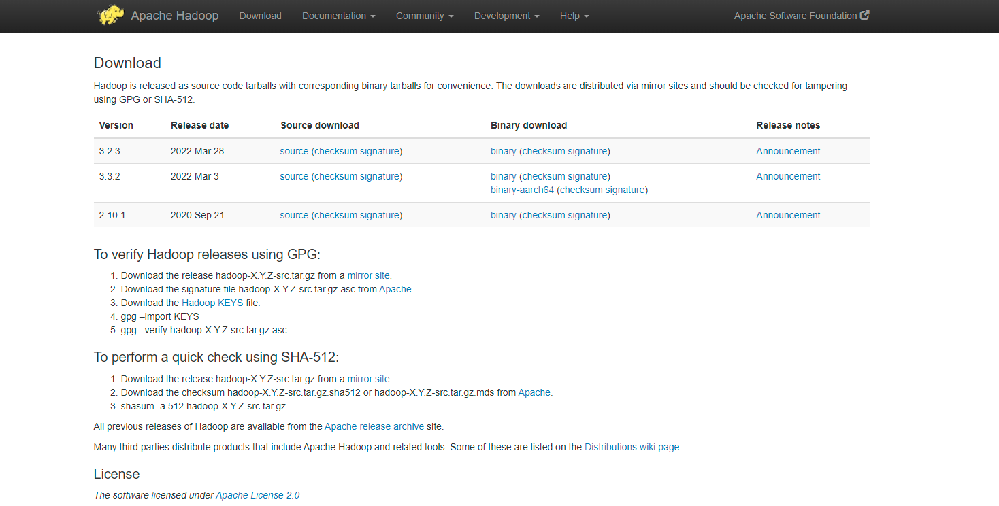 Apache Hadoop Download Documentation Community Development Help Apache Software Foundation
Download
Hadoop is released as source code tarballs with corresponding binary tarballs for convenience. The downloads are distributed via mirror sites and should be checked for tampering
using GPG or SHA-512.
Version Release date Source download Binary download Release notes
3.2.3 2022 Mar 28 source (checksum signature) binary (checksum signature) Announcement
3.3.2 2022 Mar 3 source (checksum signature) binary (checksum signature) Announcement
binary-aarch64 (checksum signature)
2.10.1 2020 Sep 21 source (checksum signature) binary (checksum signature) Announcement
To verify Hadoop releases using GPG:
1. Download the release hadoop-X.Y.Z-src.tar.gz from a mirror site.
2. Download the signature file hadoop-X.Y.Z-src.tar.gz.asc from Apache.
3. Download the Hadoop KEYS file.
4. gpg –import KEYS
5. gpg –verify hadoop-X.Y.Z-src.tar.gz.asc
To perform a quick check using SHA-512:
1. Download the release hadoop-X.Y.Z-src.tar.gz from a mirror site.
2. Download the checksum hadoop-X.Y.Z-src.tar.gz.sha512 or hadoop-X.Y.Z-src.tar.gz.mds from Apache.
3. shasum -a 512 hadoop-X.Y.Z-src.tar.gz
All previous releases of Hadoop are available from the Apache release archive site.
Many third parties distribute products that include Apache Hadoop and related tools. Some of these are listed on the Distributions wiki page.
License
The software licensed under Apache License 2.0